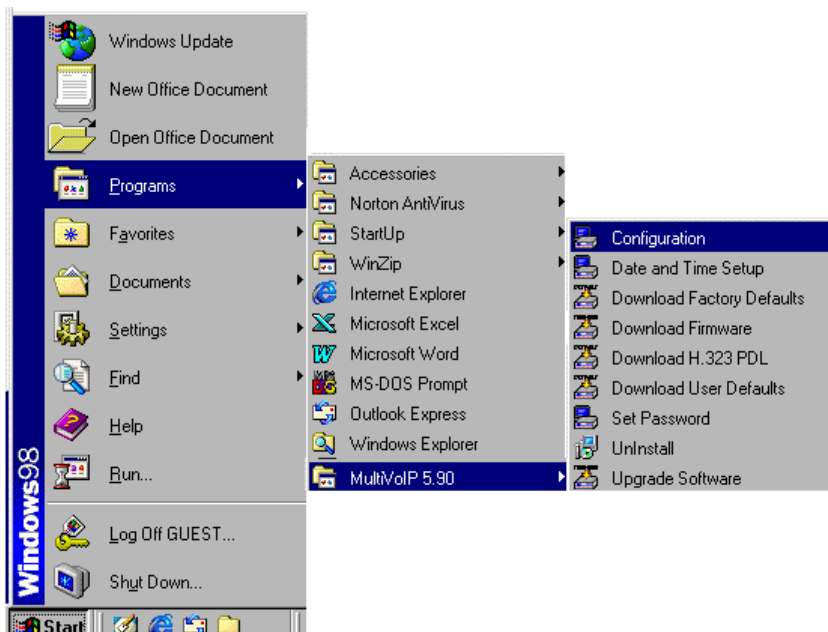 Windows Update
New Office Document
Open Office Document
Programs
Favorites
Documents
Settings
Find
Help
Run...
Log Off GUEST...
Shut Down...
Windows98
Start
Accessories
Norton AntiVirus
StartUp
WinZip
Internet Explorer
Microsoft Excel
Microsoft Word
MS-DOS Prompt
Outlook Express
Windows Explorer
MultiVoIP 5.90
Configuration
Date and Time Setup
Download Factory Defaults
Download Firmware
Download H.323 PDL
Download User Defaults
Set Password
UnInstall
Upgrade Software